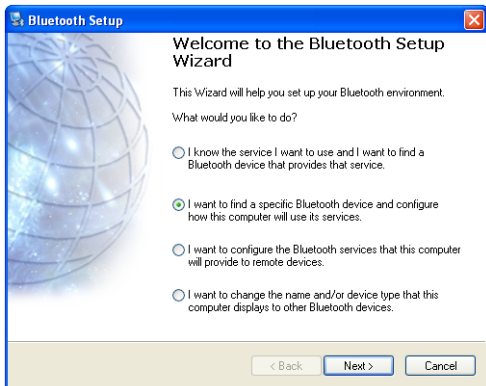 Bluetooth Setup
Welcome to the Bluetooth Setup
Wizard
This Wizard will help you set up your Bluetooth environment.
What would you like to do?
I know the service I want to use and I want to find a
Bluetooth device that provides that service.
I want to find a specific Bluetooth device and configure
how this computer will use its services.
I want to configure the Bluetooth services that this computer
will provide to remote devices.
I want to change the name and/or device type that this
computer displays to other Bluetooth devices.
< Back Next > Cancel